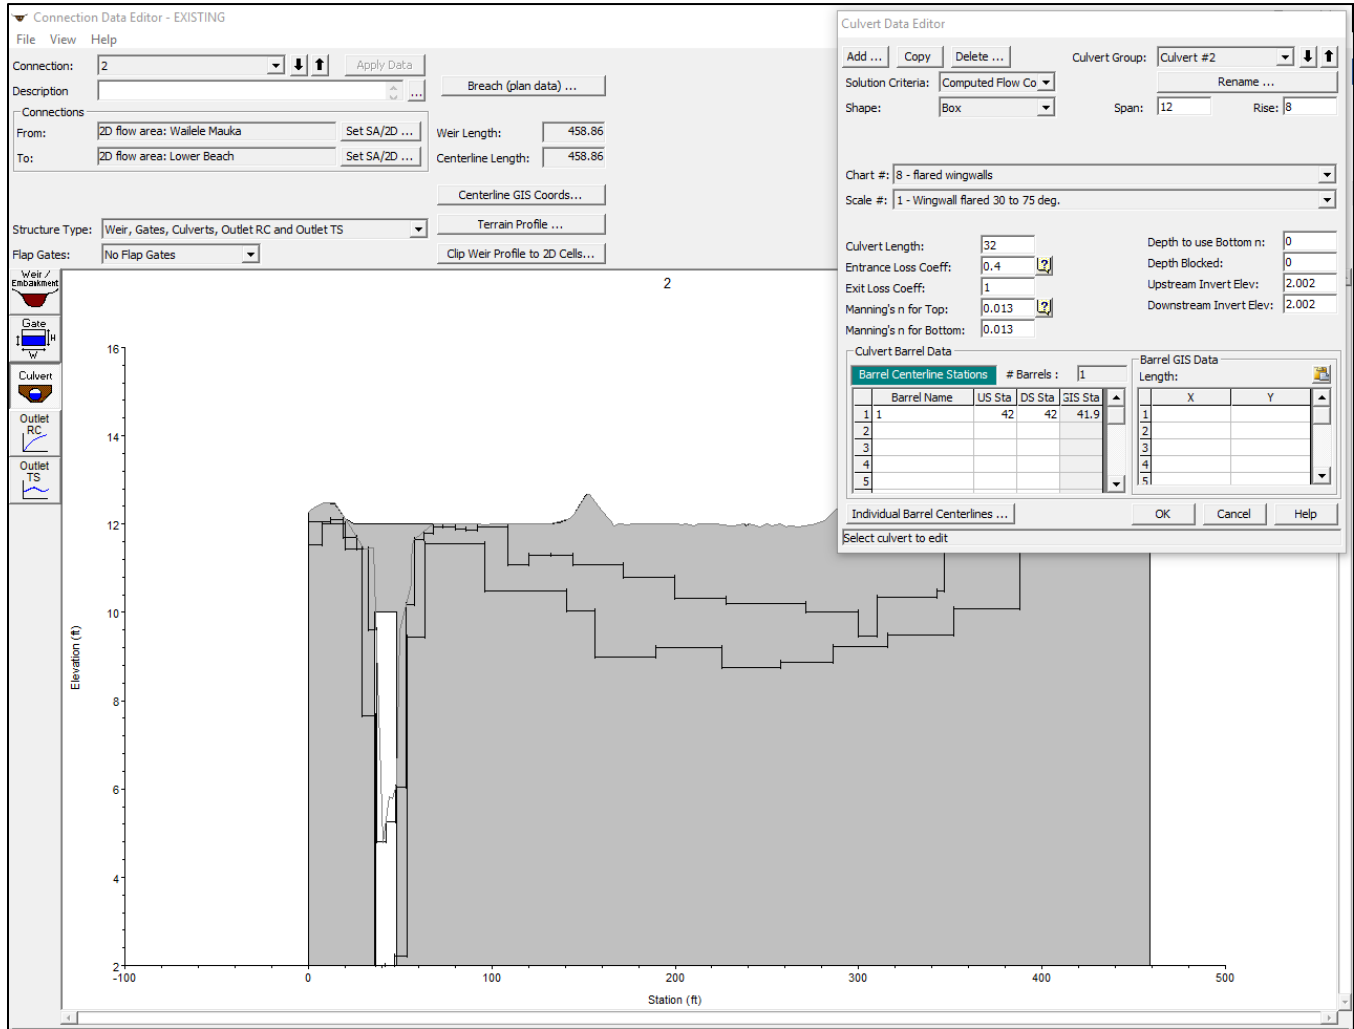 Connection Data Editor - EXISTING
File View Help
Connection: 2 Apply Data
Description ...
Breach (plan data) ...
Connections
From: 2D flow area: Wailele Mauka Set SA/2D ...
To: 2D flow area: Lower Beach Set SA/2D ...
Weir Length: 458.86
Centerline Length: 458.86
Centerline GIS Coords...
Terrain Profile ...
Clip Weir Profile to 2D Cells...
Structure Type: Weir, Gates, Culverts, Outlet RC and Outlet TS
Flap Gates: No Flap Gates
Weir /
Embankment
Gate
H
W
Culvert
Outlet
RC
Outlet
TS
2
16
14
12
10
8
6
4
2
Elevation (ft)
-100 0 100 200 300 400 500
Station (ft)
Culvert Data Editor
Add ... Copy Delete ... Culvert Group: Culvert #2
Solution Criteria: Computed Flow Co Rename ...
Shape: Box Span: 12 Rise: 8
Chart #: 8 - flared wingwalls
Scale #: 1 - Wingwall flared 30 to 75 deg.
Culvert Length: 32 Depth to use Bottom n: 0
Entrance Loss Coeff: 0.4 ? Depth Blocked: 0
Exit Loss Coeff: 1 Upstream Invert Elev: 2.002
Manning's n for Top: 0.013 ? Downstream Invert Elev: 2.002
Manning's n for Bottom: 0.013
Culvert Barrel Data
Barrel Centerline Stations # Barrels : 1
Barrel Name US Sta DS Sta GIS Sta
1 1 42 42 41.9
2
3
4
5
Barrel GIS Data
Length:
X Y
1
2
3
4
5
Individual Barrel Centerlines ... OK Cancel Help
Select culvert to edit